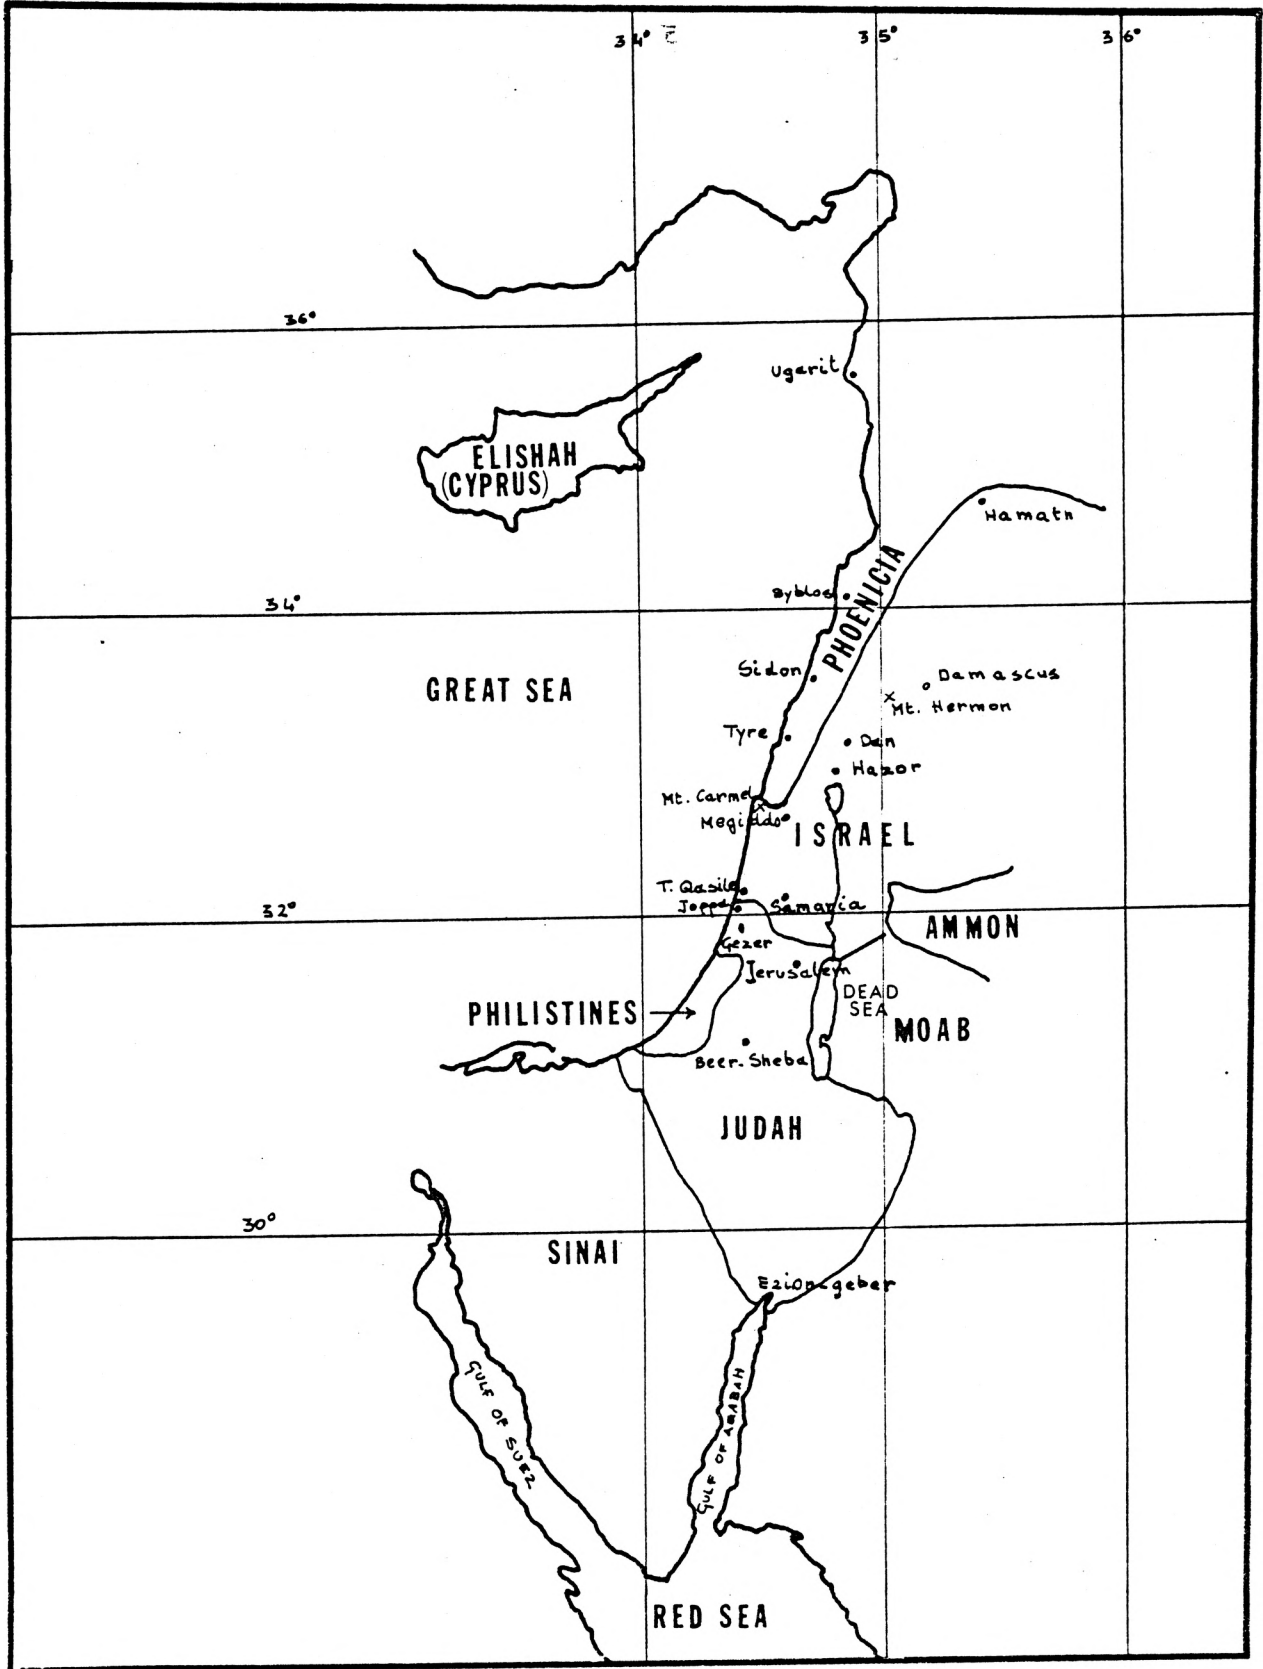 34°
35°
36°
36°
Ugarit
ELISHAH
(CYPRUS)
Hamath
PHOENICIA
Byblos
34°
Sidon
Damascus
GREAT SEA
Mt. Hermon
Tyre
Dan
Hazor
Mt. Carmel
Megiddo
ISRAEL
T. Qasile
Joppa
Samaria
32°
AMMON
Gezer
Jerusalem
DEAD
SEA
PHILISTINES
MOAB
Beer-Sheba
JUDAH
30°
SINAI
Ezion-geber
GULF OF SUEZ
GULF OF AQABAH
RED SEA